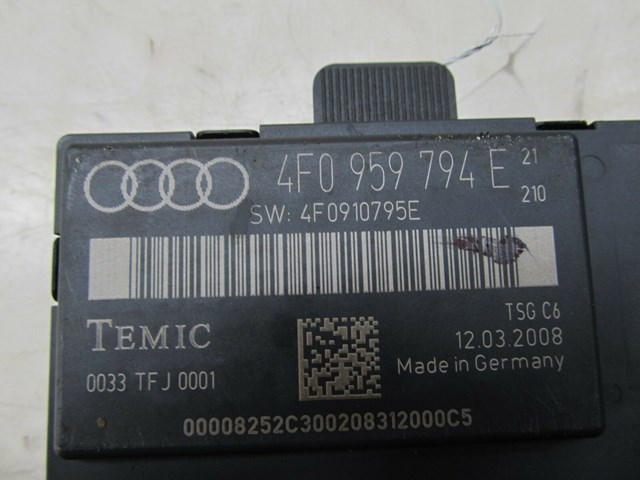 4F0 959 794 E 21
210
SW: 4F0910795E
TEMIC
TSG C6
12.03.2008
0033 TFJ 0001
Made in Germany
00008252C300208312000C5